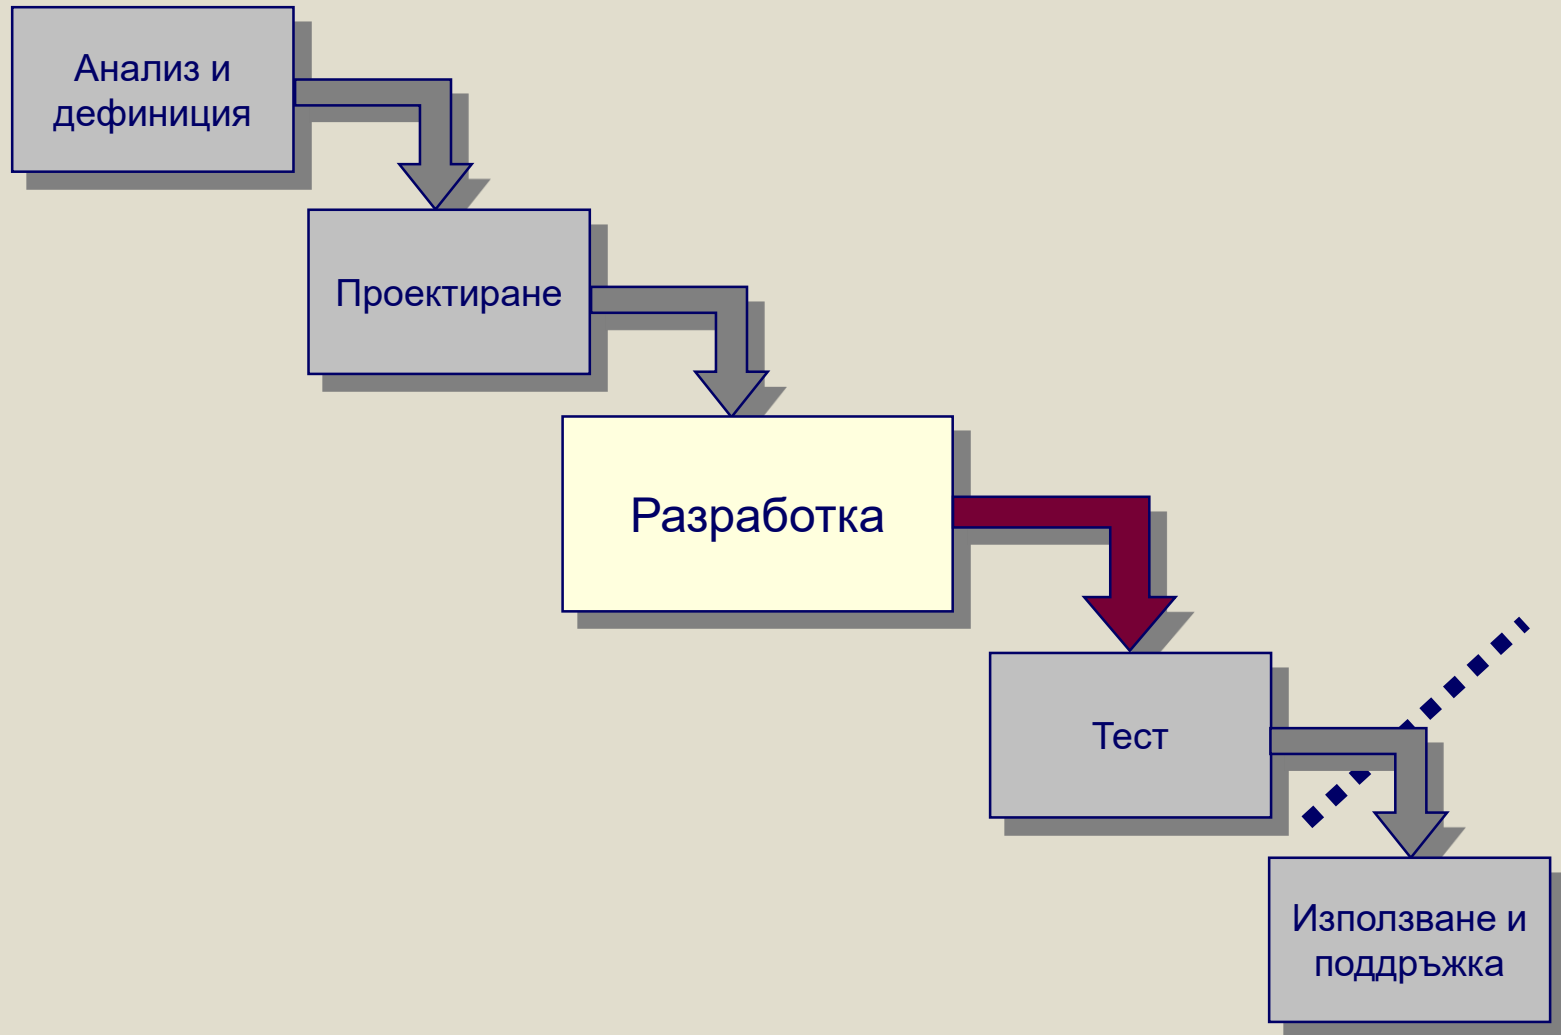 Анализ и
дефиниция
Проектиране
Разработка
Тест
Използване и
поддръжка